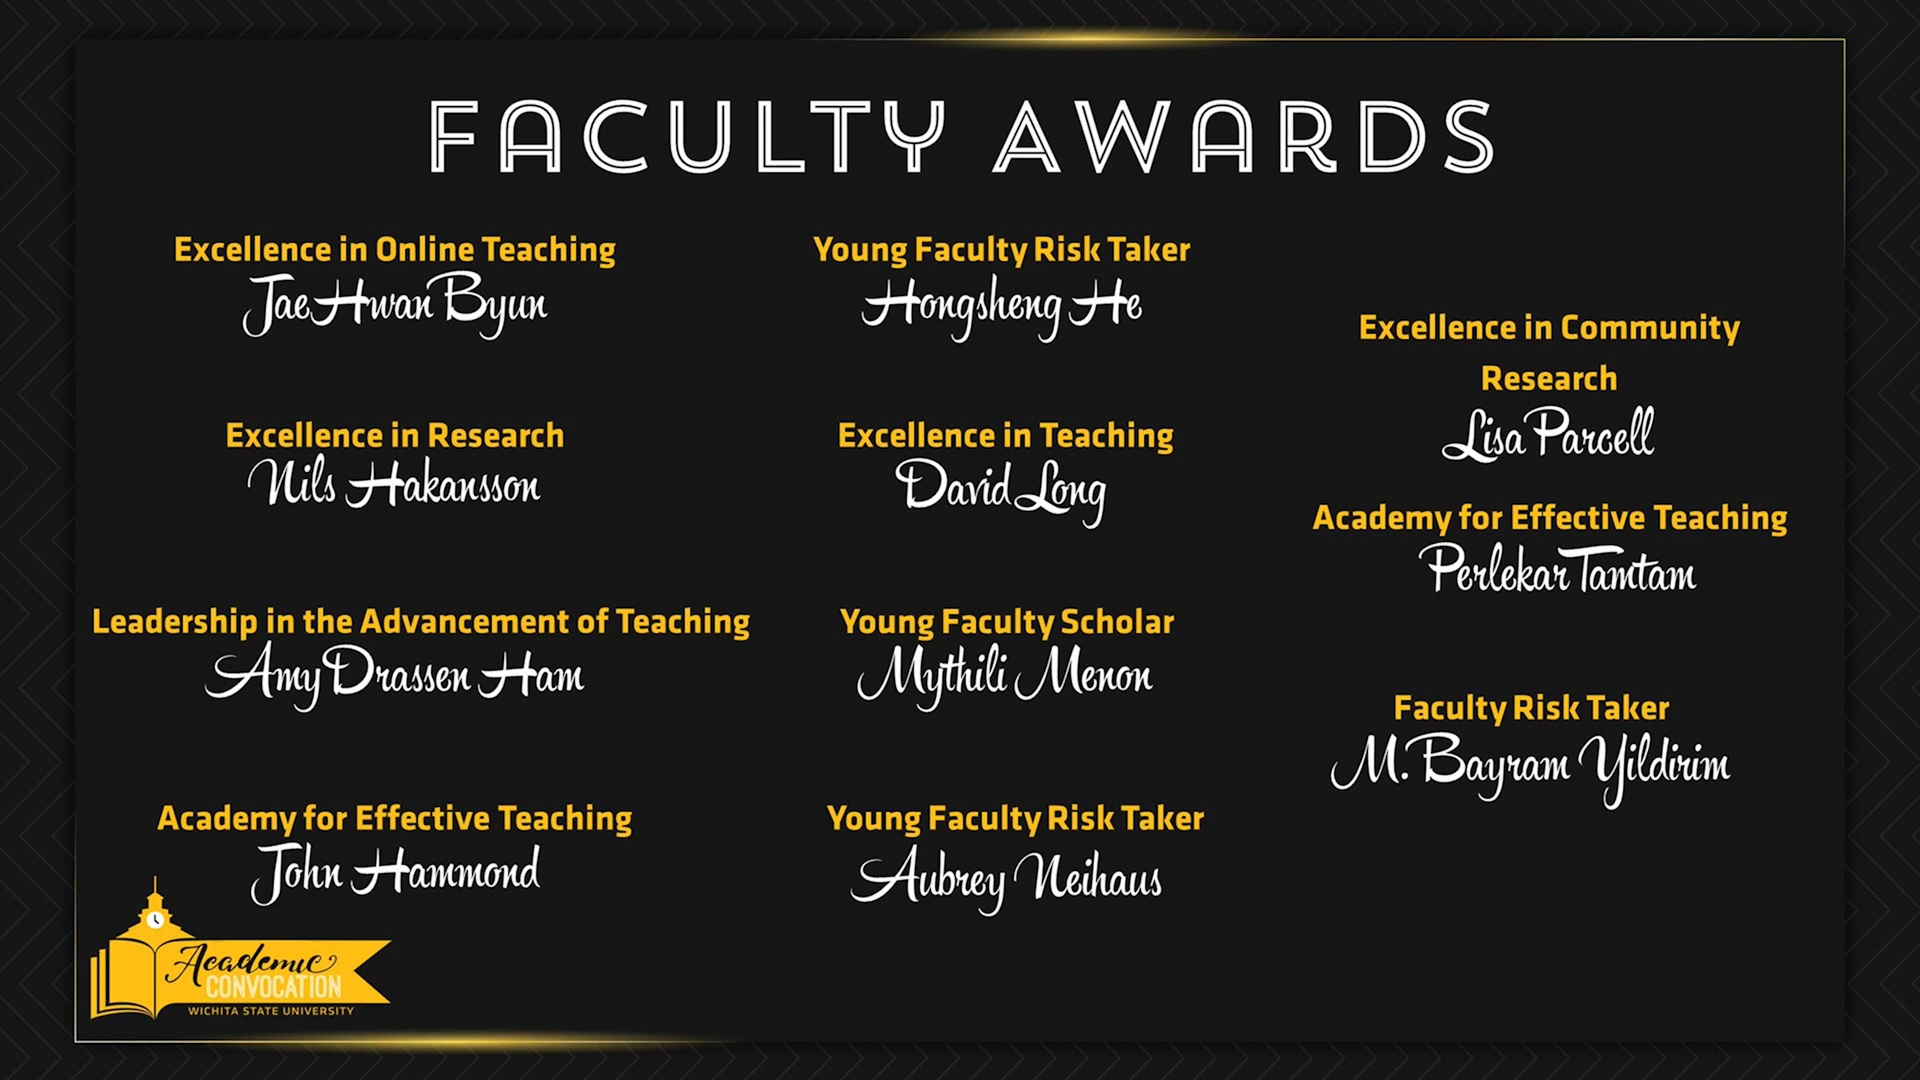 FACULTY AWARDS
Excellence in Online Teaching
Jae Hwan Byun
Excellence in Research
Nils Hakansson
Leadership in the Advancement of Teaching
Amy Drassen Ham
Academy for Effective Teaching
John Hammond
Young Faculty Risk Taker
Hongsheng He
Excellence in Teaching
David Long
Young Faculty Scholar
Mythili Menon
Young Faculty Risk Taker
Aubrey Neihaus
Excellence in Community
Research
Lisa Parcell
Academy for Effective Teaching
Perlekar Tamtam
Faculty Risk Taker
M. Bayram Yildirim
Academic
CONVOCATION
WICHITA STATE UNIVERSITY